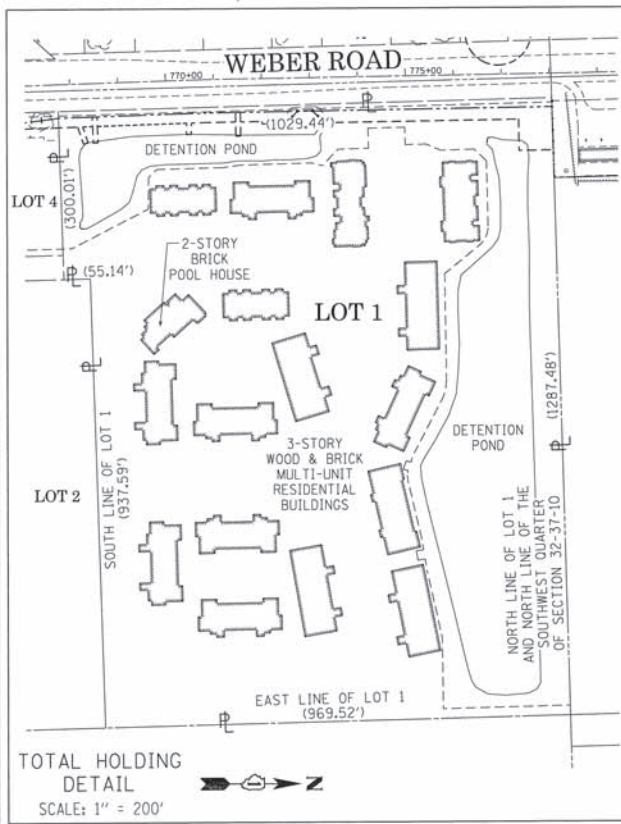 WEBER ROAD
770+00
775+00
(1029.44')
DETENTION POND
LOT 4
(300.01')
(55.14')
2-STORY
BRICK
POOL HOUSE
LOT 1
SOUTH LINE OF LOT 1
(937.59')
LOT 2
3-STORY
WOOD & BRICK
MULTI-UNIT
RESIDENTIAL
BUILDINGS
DETENTION
POND
(1287.48')
NORTH LINE OF LOT 1
AND NORTH LINE OF THE
SOUTHWEST QUARTER
OF SECTION 32-37-10
EAST LINE OF LOT 1
(969.52')
TOTAL HOLDING
DETAIL
SCALE: 1" = 200'
N